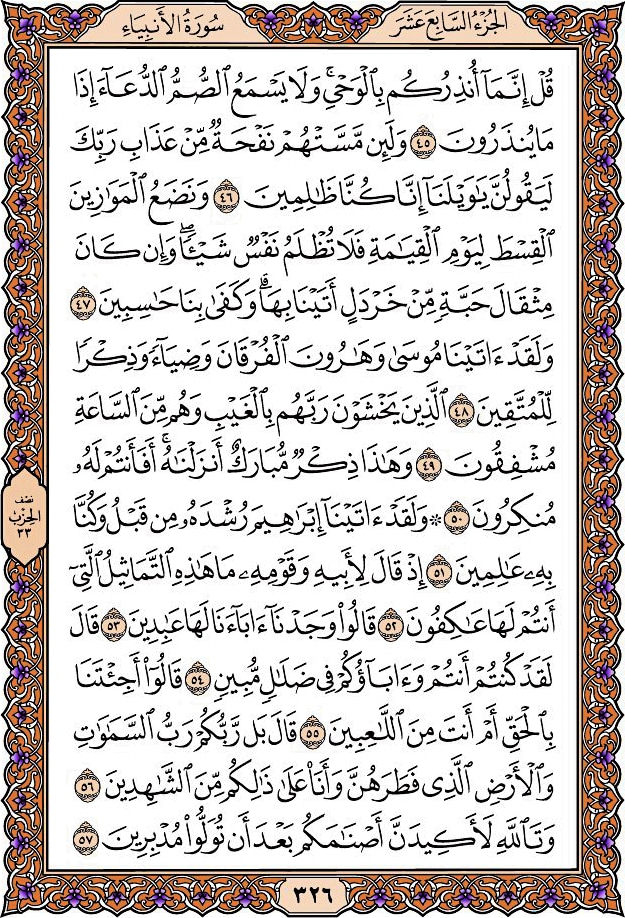 الجُزْءُ السَّابِعَ عَشَرَ
سُورَةُ الأَنبِيَاءِ
قُلْ إِنَّمَآ أُنذِرُكُم بِٱلْوَحْىِ ۚ وَلَا يَسْمَعُ ٱلصُّمُّ ٱلدُّعَآءَ إِذَا
مَا يُنذَرُونَ ٤٥ وَلَئِن مَّسَّتْهُمْ نَفْحَةٌ مِّنْ عَذَابِ رَبِّكَ
لَيَقُولُنَّ يَٰوَيْلَنَآ إِنَّا كُنَّا ظَٰلِمِينَ ٤٦ وَنَضَعُ ٱلْمَوَٰزِينَ
ٱلْقِسْطَ لِيَوْمِ ٱلْقِيَٰمَةِ فَلَا تُظْلَمُ نَفْسٌ شَيْـًٔا ۖ وَإِن كَانَ
مِثْقَالَ حَبَّةٍ مِّنْ خَرْدَلٍ أَتَيْنَا بِهَا ۗ وَكَفَىٰ بِنَا حَٰسِبِينَ ٤٧
وَلَقَدْ ءَاتَيْنَا مُوسَىٰ وَهَٰرُونَ ٱلْفُرْقَانَ وَضِيَآءً وَذِكْرًا
لِّلْمُتَّقِينَ ٤٨ ٱلَّذِينَ يَخْشَوْنَ رَبَّهُم بِٱلْغَيْبِ وَهُم مِّنَ ٱلسَّاعَةِ
مُشْفِقُونَ ٤٩ وَهَٰذَا ذِكْرٌ مُّبَارَكٌ أَنزَلْنَٰهُ ۚ أَفَأَنتُمْ لَهُۥ
مُنكِرُونَ ٥٠ ۞ وَلَقَدْ ءَاتَيْنَآ إِبْرَٰهِيمَ رُشْدَهُۥ مِن قَبْلُ وَكُنَّا
بِهِۦ عَٰلِمِينَ ٥١ إِذْ قَالَ لِأَبِيهِ وَقَوْمِهِۦ مَا هَٰذِهِ ٱلتَّمَاثِيلُ ٱلَّتِىٓ
أَنتُمْ لَهَا عَٰكِفُونَ ٥٢ قَالُوا۟ وَجَدْنَآ ءَابَآءَنَا لَهَا عَٰبِدِينَ ٥٣ قَالَ
لَقَدْ كُنتُمْ أَنتُمْ وَءَابَآؤُكُمْ فِى ضَلَٰلٍ مُّبِينٍ ٥٤ قَالُوٓا۟ أَجِئْتَنَا
بِٱلْحَقِّ أَمْ أَنتَ مِنَ ٱللَّٰعِبِينَ ٥٥ قَالَ بَل رَّبُّكُمْ رَبُّ ٱلسَّمَٰوَٰتِ
وَٱلْأَرْضِ ٱلَّذِى فَطَرَهُنَّ وَأَنَا۠ عَلَىٰ ذَٰلِكُم مِّنَ ٱلشَّٰهِدِينَ ٥٦
وَتَٱللَّهِ لَأَكِيدَنَّ أَصْنَٰمَكُم بَعْدَ أَن تُوَلُّوا۟ مُدْبِرِينَ ٥٧
نصف
الحزب
٣٣
٣٢٦